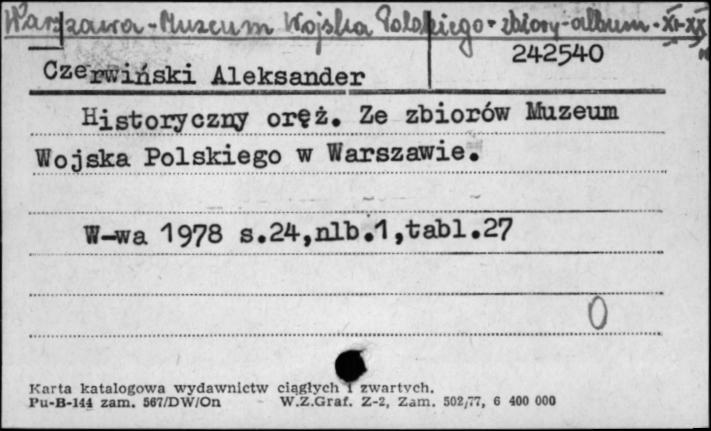 Warszawa - Muzeum Wojska Polskiego - zbiory - album - XI-XX
242540
Czerwiński Aleksander
Historyczny oręż. Ze zbiorów Muzeum
Wojska Polskiego w Warszawie.
W-wa 1978 s.24,nlb.1,tabl.27
0
Karta katalogowa wydawnictw ciągłych i zwartych.
Pu-B-144 zam. 567/DW/On W.Z.Graf. Z-2, Zam. 502/77, 6 400 000